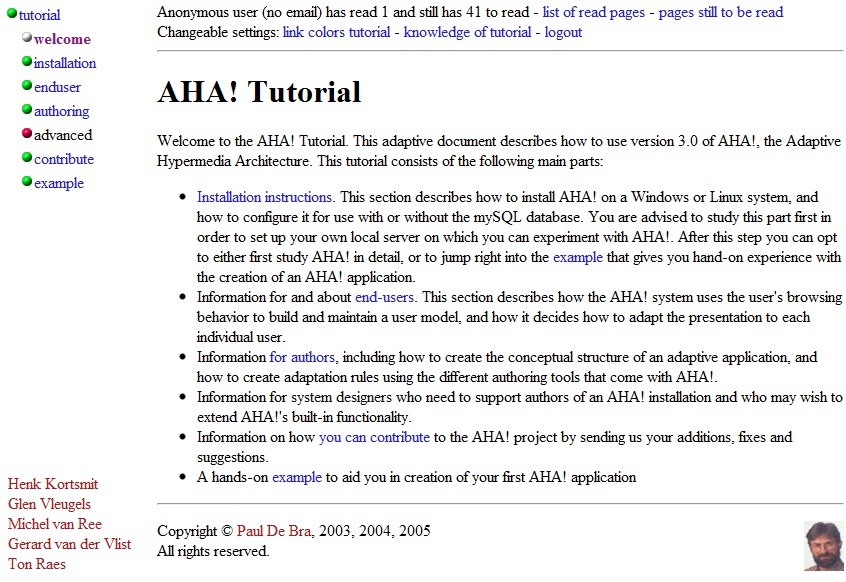 tutorial
welcome
installation
enduser
authoring
advanced
contribute
example
Henk Kortsmit
Glen Vleugels
Michel van Ree
Gerard van der Vlist
Ton Raes
Anonymous user (no email) has read 1 and still has 41 to read - list of read pages - pages still to be read
Changeable settings: link colors tutorial - knowledge of tutorial - logout
AHA! Tutorial
Welcome to the AHA! Tutorial. This adaptive document describes how to use version 3.0 of AHA!, the Adaptive
Hypermedia Architecture. This tutorial consists of the following main parts:
• Installation instructions. This section describes how to install AHA! on a Windows or Linux system, and
how to configure it for use with or without the mySQL database. You are advised to study this part first in
order to set up your own local server on which you can experiment with AHA!. After this step you can opt
to either first study AHA! in detail, or to jump right into the example that gives you hand-on experience with
the creation of an AHA! application.
• Information for and about end-users. This section describes how the AHA! system uses the user's browsing
behavior to build and maintain a user model, and how it decides how to adapt the presentation to each
individual user.
• Information for authors, including how to create the conceptual structure of an adaptive application, and
how to create adaptation rules using the different authoring tools that come with AHA!.
• Information for system designers who need to support authors of an AHA! installation and who may wish to
extend AHA!'s built-in functionality.
• Information on how you can contribute to the AHA! project by sending us your additions, fixes and
suggestions.
• A hands-on example to aid you in creation of your first AHA! application
Copyright © Paul De Bra, 2003, 2004, 2005
All rights reserved.